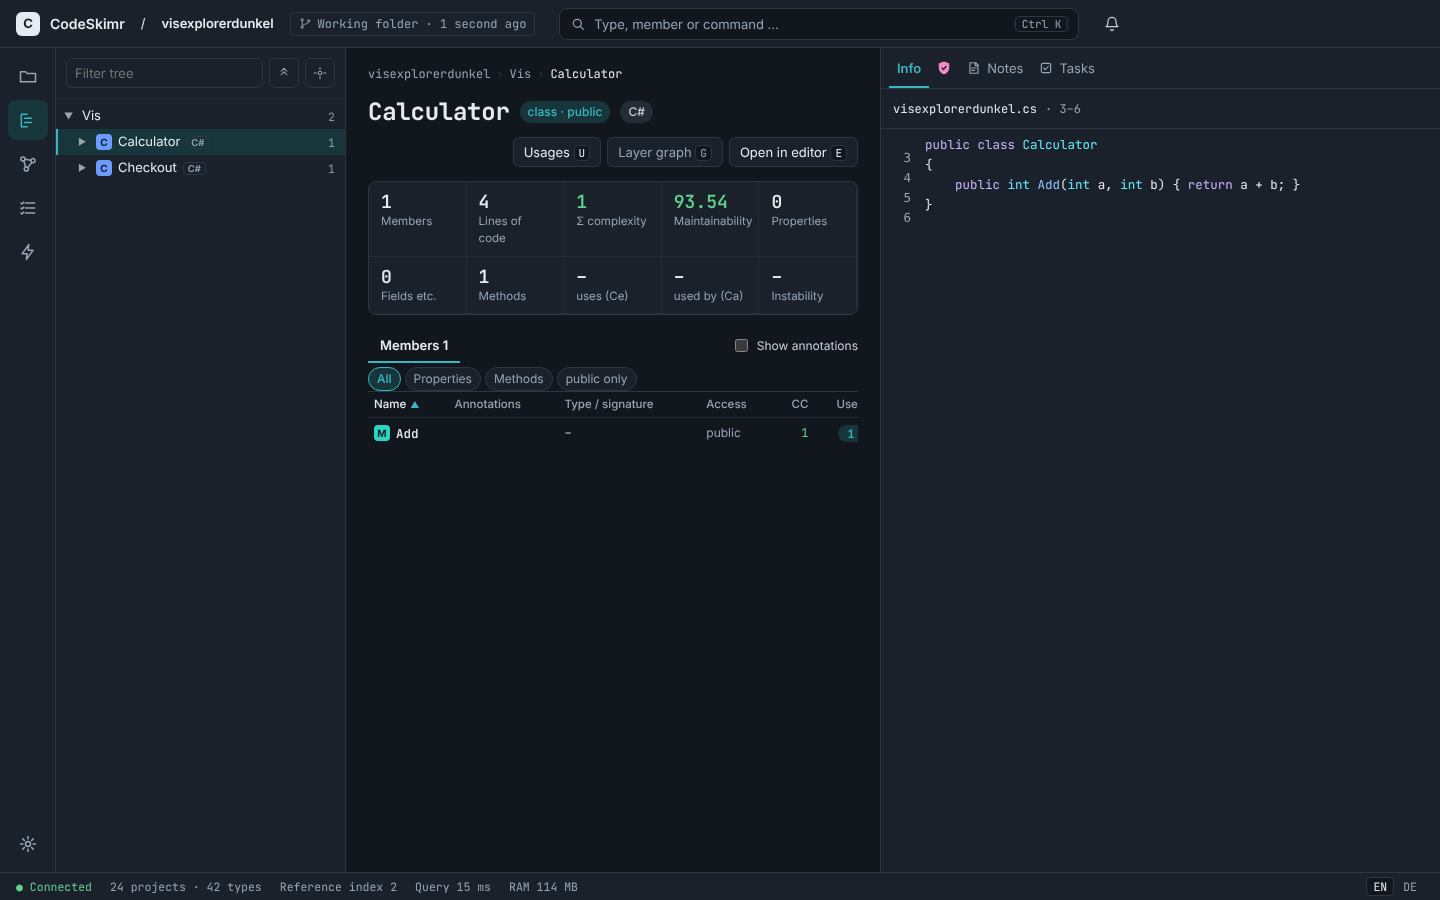 C CodeSkimr / visexplorerdunkel Working folder · 1 second ago Type, member or command ... Ctrl K
Filter tree
Vis 2
C Calculator C# 1
C Checkout C# 1
visexplorerdunkel › Vis › Calculator
Calculator class · public C#
Usages U Layer graph G Open in editor E
1 4 1 93.54 0
Members Lines of code Σ complexity Maintainability Properties
0 1 – – –
Fields etc. Methods uses (Ce) used by (Ca) Instability
Members 1 Show annotations
All Properties Methods public only
Name ▲ Annotations Type / signature Access CC Use
M Add – public 1 1
Info Notes Tasks
visexplorerdunkel.cs · 3–6
public class Calculator
3
{
4
public int Add(int a, int b) { return a + b; }
5
}
6
● Connected 24 projects · 42 types Reference index 2 Query 15 ms RAM 114 MB EN DE